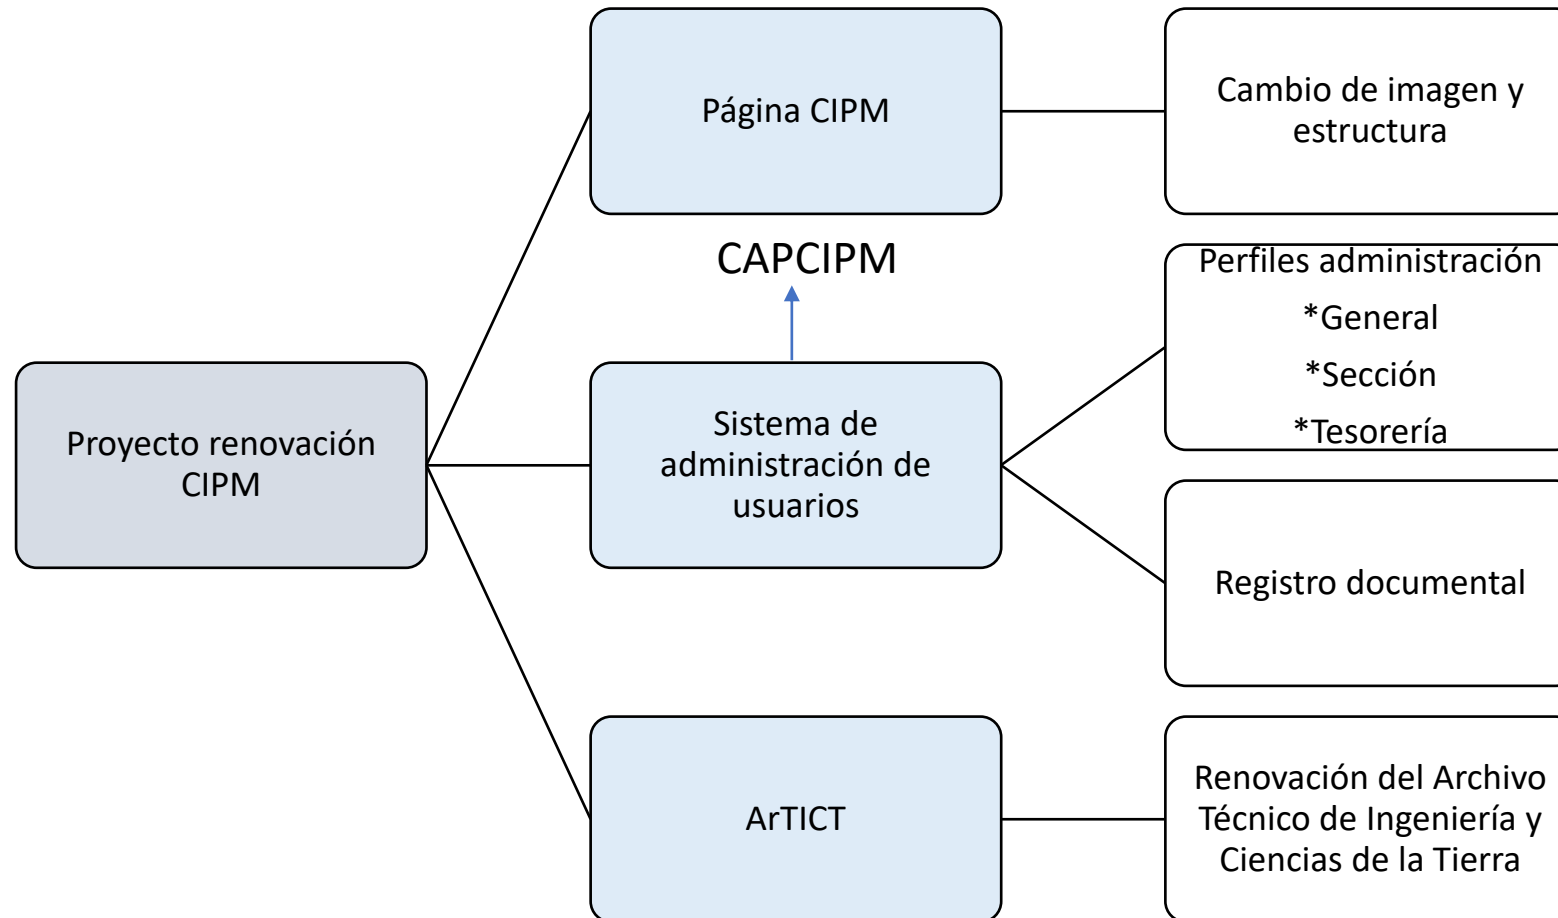 Proyecto renovación
CIPM
Página CIPM
Cambio de imagen y
estructura
CAPCIPM
Sistema de
administración de
usuarios
Perfiles administración
*General
*Sección
*Tesorería
Registro documental
ArTICT
Renovación del Archivo
Técnico de Ingeniería y
Ciencias de la Tierra